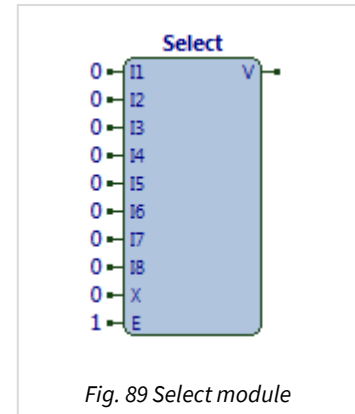 Select
0 I1 V
0 I2
0 I3
0 I4
0 I5
0 I6
0 I7
0 I8
0 X
1 E
Fig. 89 Select module